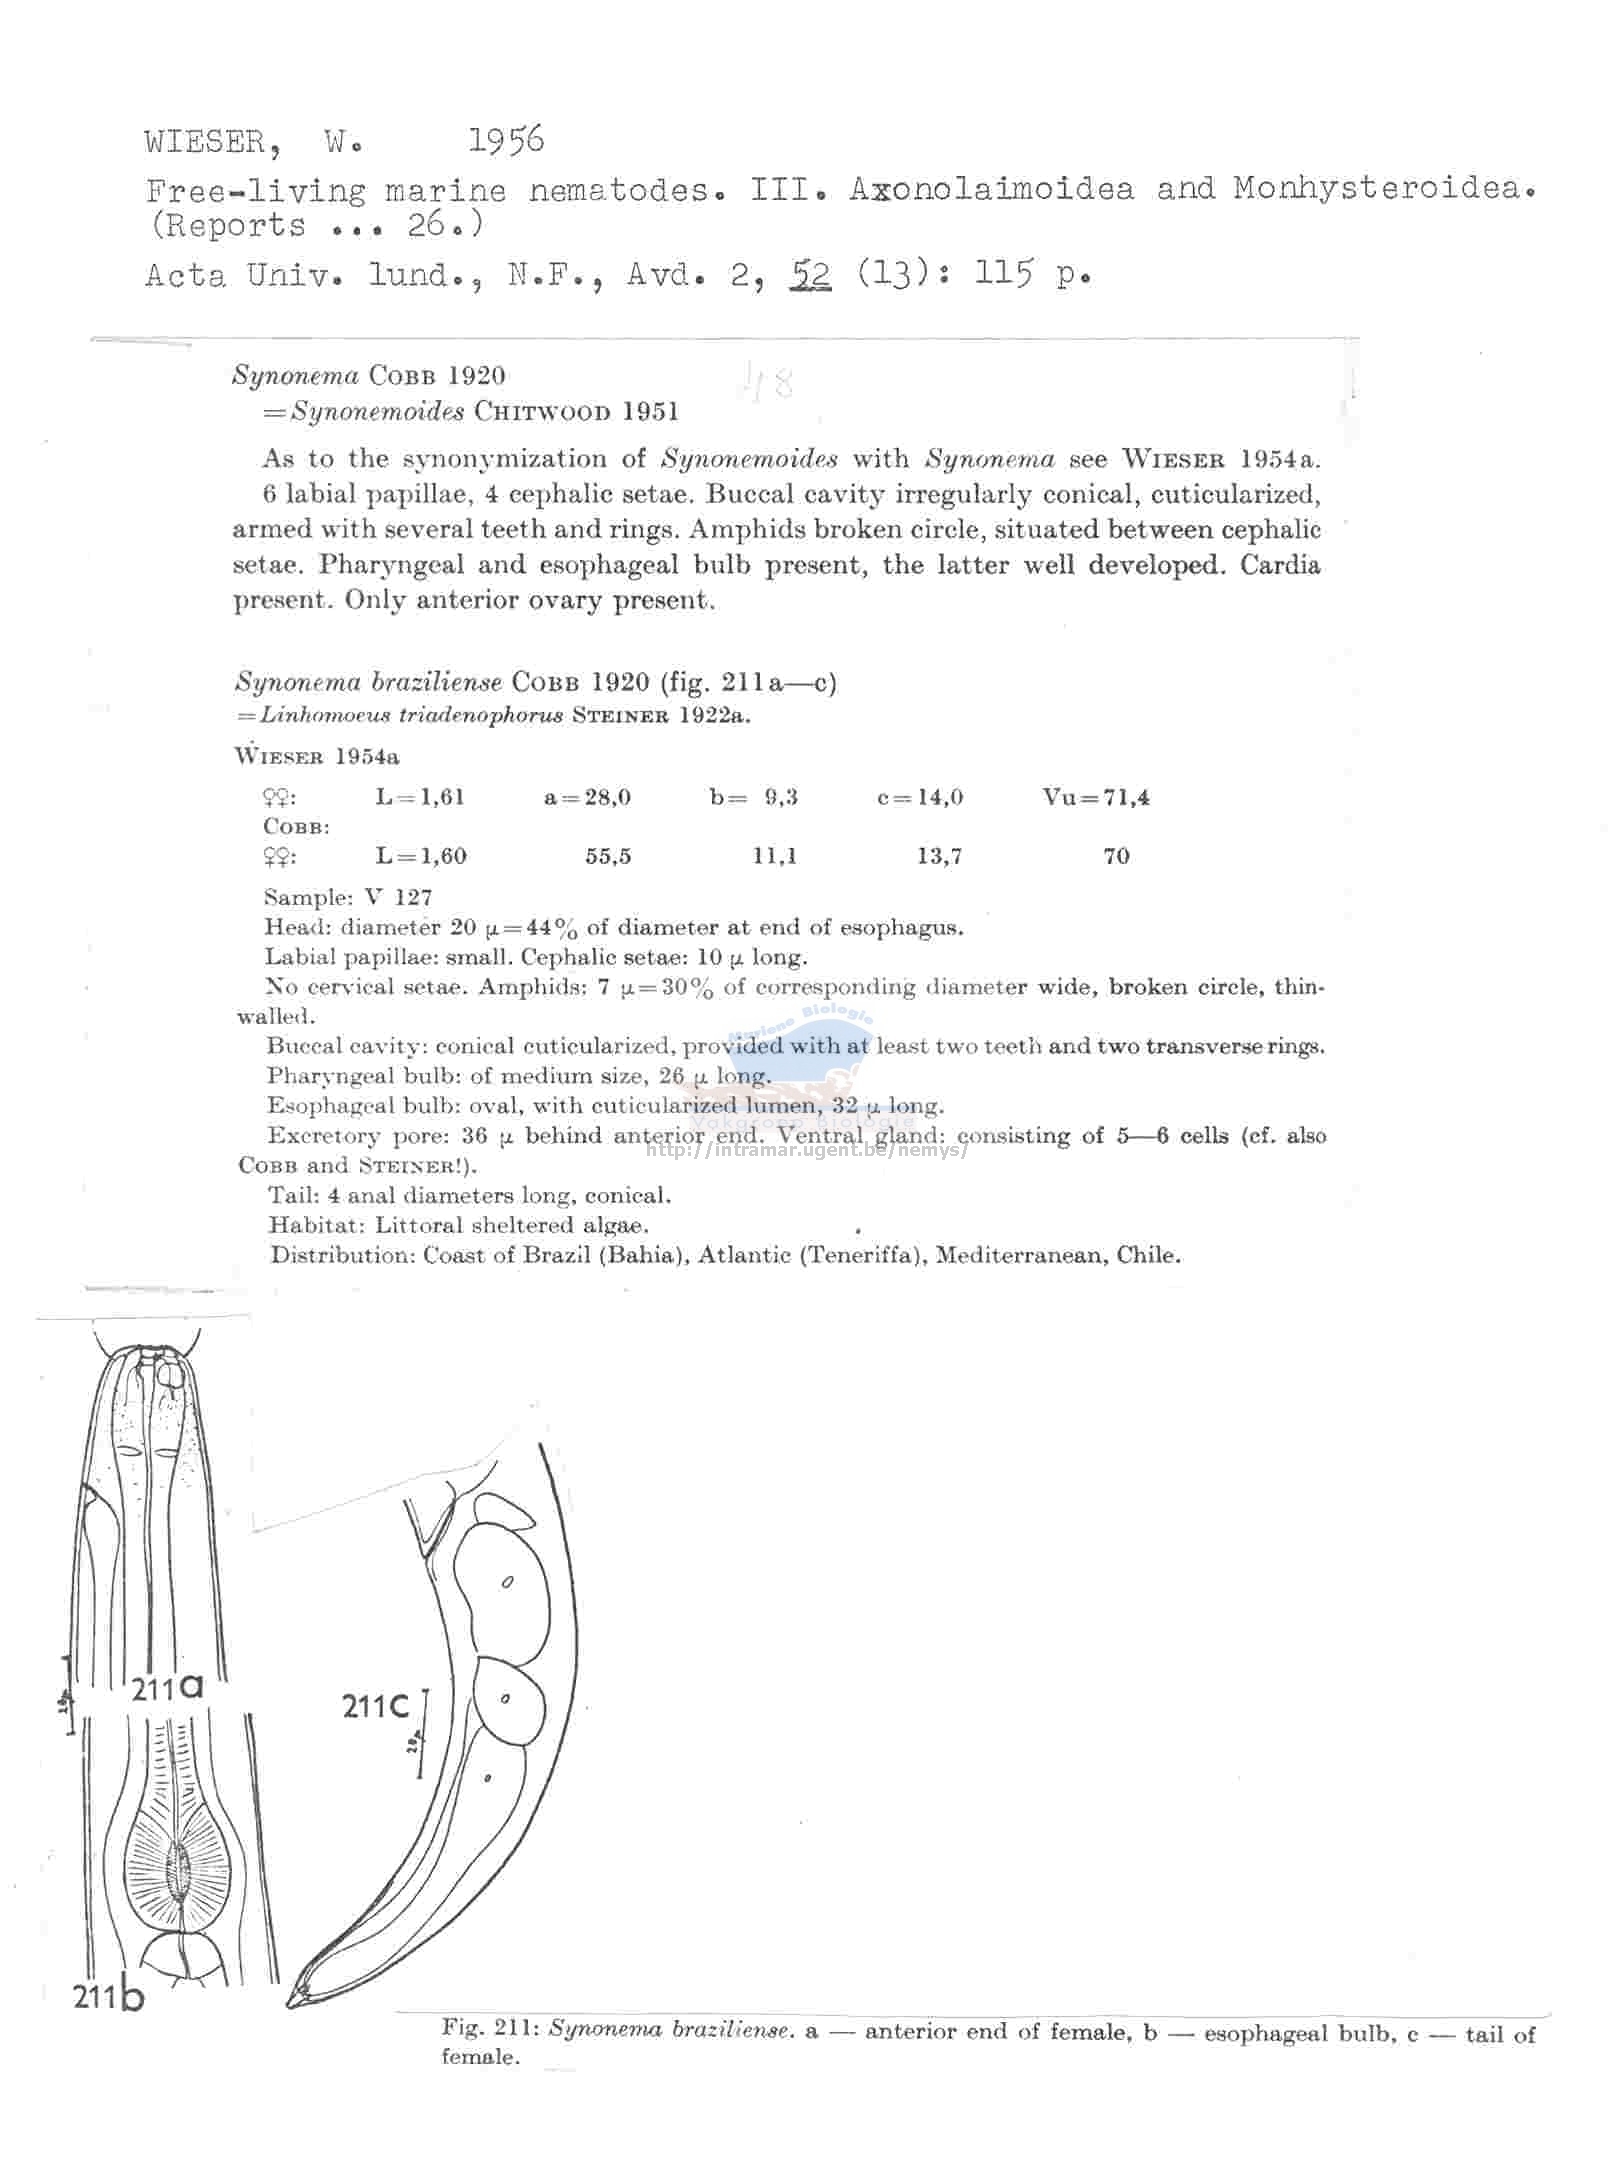 WIESER, W. 1956
Free-living marine nematodes. III. Axonolaimoidea and Monhysteroidea.
(Reports ... 26.)
Acta Univ. lund., N.F., Avd. 2, 52 (13): 115 p.
48
Synonema COBB 1920
=Synonemoides CHITWOOD 1951
As to the synonymization of Synonemoides with Synonema see WIESER 1954a.
6 labial papillae, 4 cephalic setae. Buccal cavity irregularly conical, cuticularized,
armed with several teeth and rings. Amphids broken circle, situated between cephalic
setae. Pharyngeal and esophageal bulb present, the latter well developed. Cardia
present. Only anterior ovary present.
Synonema braziliense COBB 1920 (fig. 211a—c)
=Linhomoeus triadenophorus STEINER 1922a.
WIESER 1954a
♀♀: L=1,61 a=28,0 b= 9,3 c=14,0 Vu=71,4
COBB:
♀♀: L=1,60 55,5 11,1 13,7 70
Sample: V 127
Head: diameter 20 μ=44% of diameter at end of esophagus.
Labial papillae: small. Cephalic setae: 10 μ long.
No cervical setae. Amphids: 7 μ=30% of corresponding diameter wide, broken circle, thin-
walled.
Buccal cavity: conical cuticularized, provided with at least two teeth and two transverse rings.
Pharyngeal bulb: of medium size, 26 μ long.
Esophageal bulb: oval, with cuticularized lumen, 32 μ long.
Excretory pore: 36 μ behind anterior end. Ventral gland: consisting of 5—6 cells (cf. also
COBB and STEINER!).
Tail: 4 anal diameters long, conical.
Habitat: Littoral sheltered algae.
Distribution: Coast of Brazil (Bahia), Atlantic (Teneriffa), Mediterranean, Chile.
Mariene Biologie
Vakgroep Biologie
http://intramar.ugent.be/nemys/
211a
20μ
211c
20μ
211b
Fig. 211: Synonema braziliense. a — anterior end of female, b — esophageal bulb, c — tail of
female.